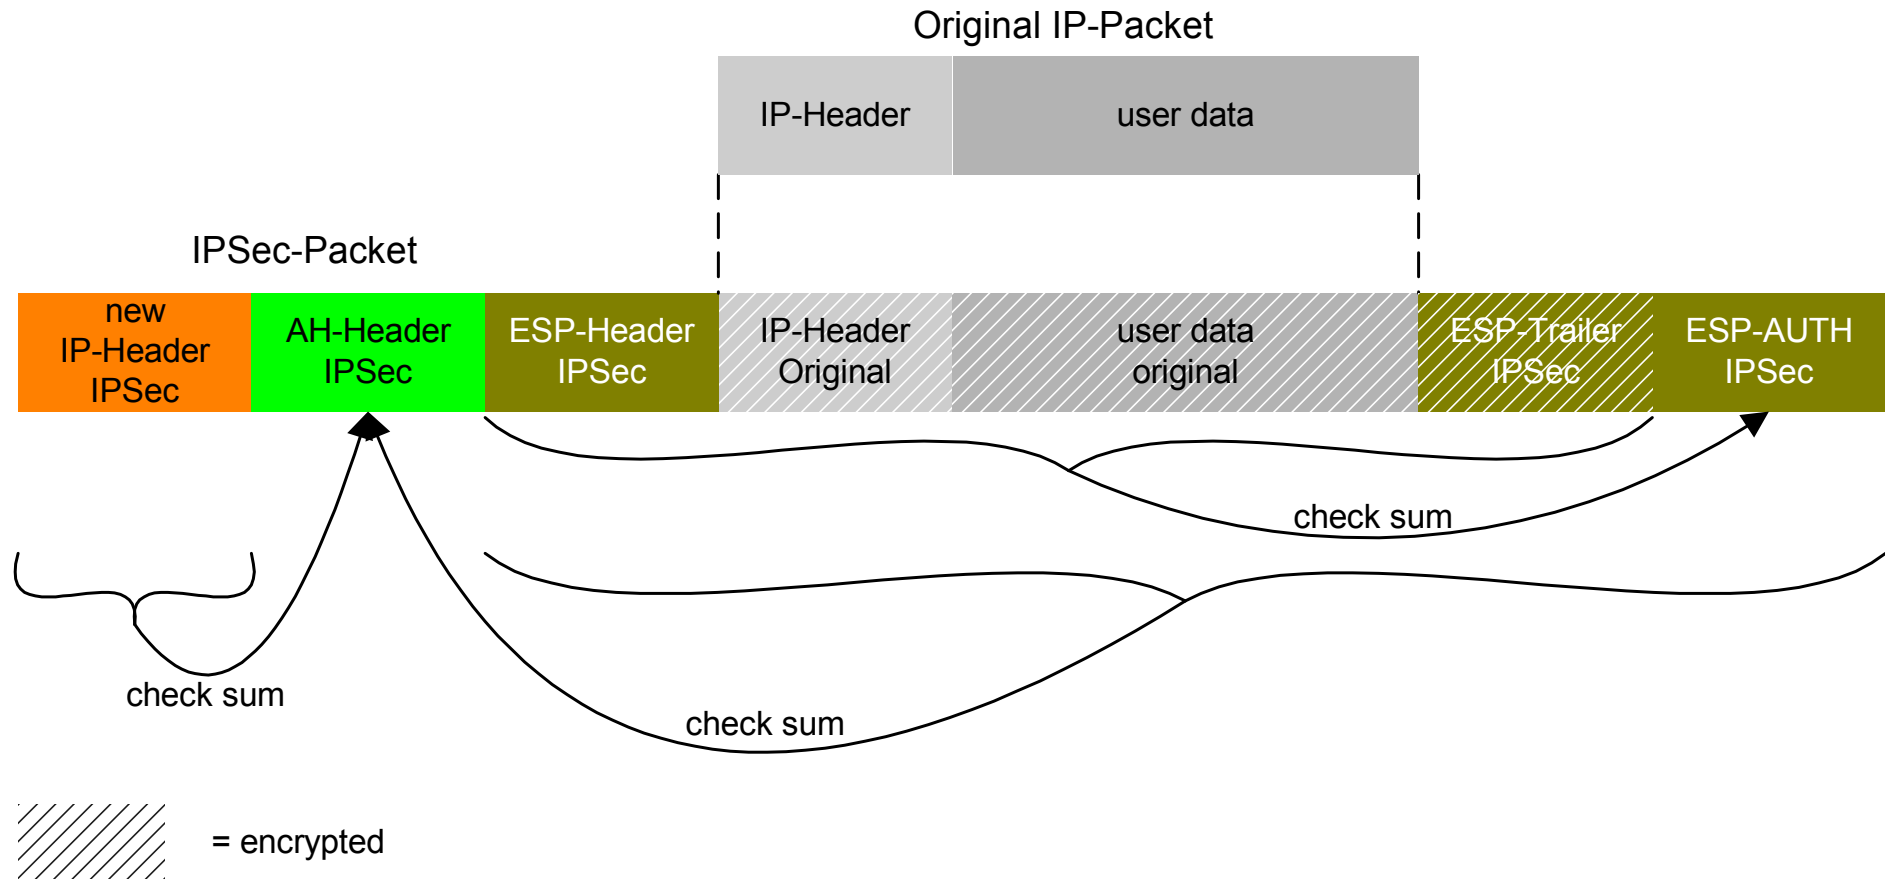 Original IP-Packet
IP-Header
user data
IPSec-Packet
new
IP-Header
IPSec
AH-Header
IPSec
ESP-Header
IPSec
IP-Header
Original
user data
original
ESP-Trailer
IPSec
ESP-AUTH
IPSec
check sum
check sum
check sum
= encrypted